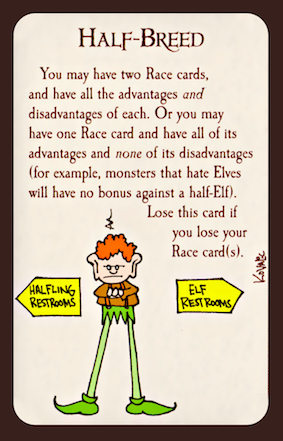 HALF-BREED
You may have two Race cards,
and have all the advantages and
disadvantages of each. Or you may
have one Race card and have all of its
advantages and none of its disadvantages
(for example, monsters that hate Elves
will have no bonus against a half-Elf).
Lose this card if
you lose your
Race card(s).
HALFLING
RESTROOMS
ELF
RESTROOMS
KOVALIC